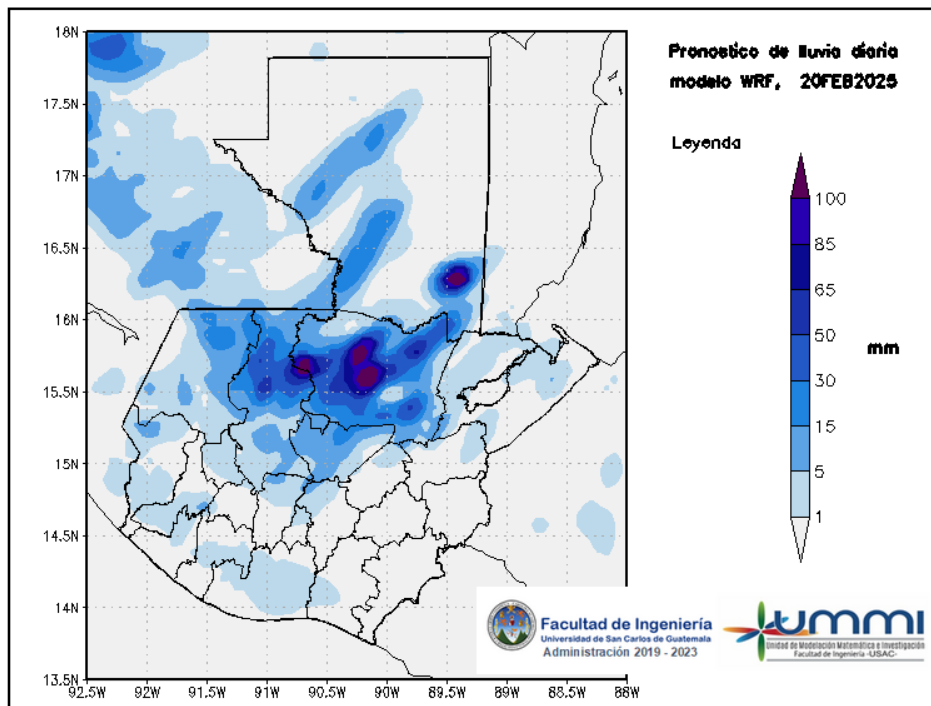 Pronostico de lluvia diaria
modelo WRF, 20FEB2025
Leyenda
100
85
65
50
30
15
5
1
mm
18N
17.5N
17N
16.5N
16N
15.5N
15N
14.5N
14N
13.5N
92.5W 92W 91.5W 91W 90.5W 90W 89.5W 89W 88.5W 88W
Facultad de Ingeniería
Universidad de San Carlos de Guatemala
Administración 2019 - 2023
ummi
Unidad de Modelación Matemática e Investigación
Facultad de Ingeniería -USAC-